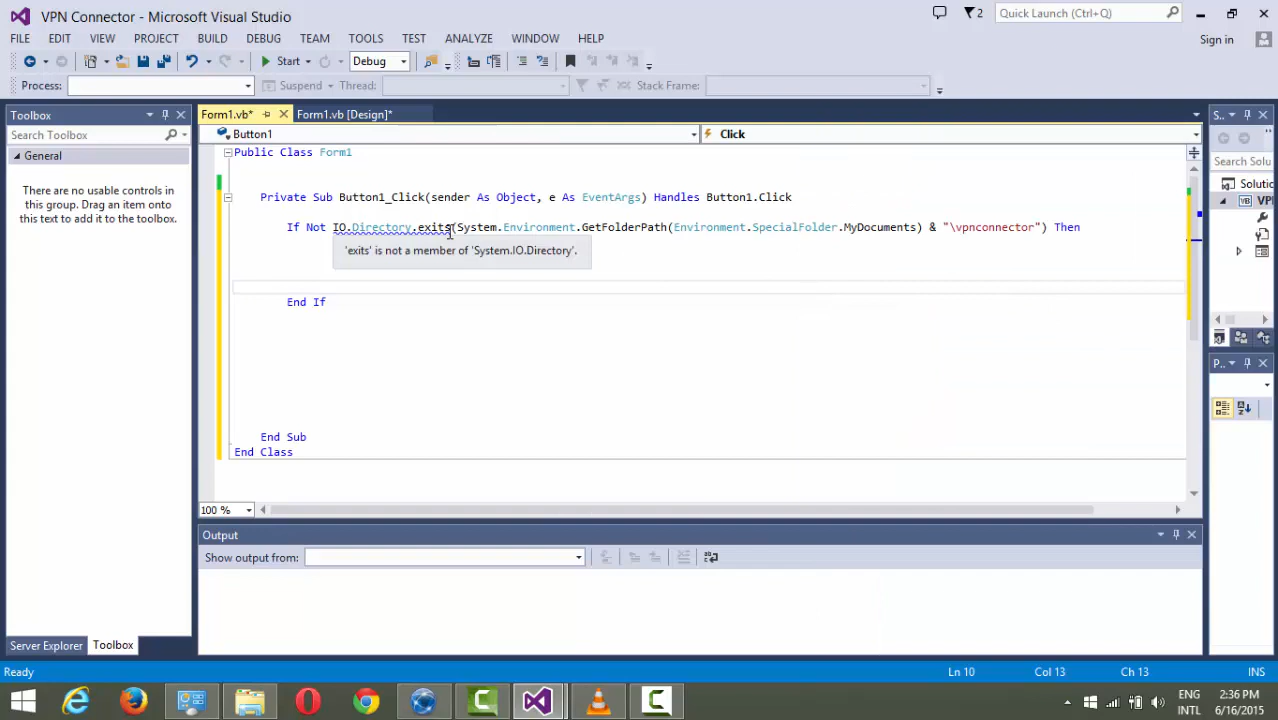 VPN Connector - Microsoft Visual Studio
2
Quick Launch (Ctrl+Q)
FILE EDIT VIEW PROJECT BUILD DEBUG TEAM TOOLS TEST ANALYZE WINDOW HELP
Sign in
Start
Debug
Process:
Suspend
Thread:
Stack Frame:
Toolbox
Search Toolbox
General
There are no usable controls in
this group. Drag an item onto
this text to add it to the toolbox.
Server Explorer
Toolbox
Form1.vb*
Form1.vb [Design]*
Button1
Click
Public Class Form1
Private Sub Button1_Click(sender As Object, e As EventArgs) Handles Button1.Click
If Not IO.Directory.exits(System.Environment.GetFolderPath(Environment.SpecialFolder.MyDocuments) & "\vpnconnector") Then
'exits' is not a member of 'System.IO.Directory'.
End If
End Sub
End Class
100 %
Output
Show output from:
S..
Search Solu
Solutio
VPI
P..
Ready
Ln 10
Col 13
Ch 13
INS
ENG
INTL
2:36 PM
6/16/2015